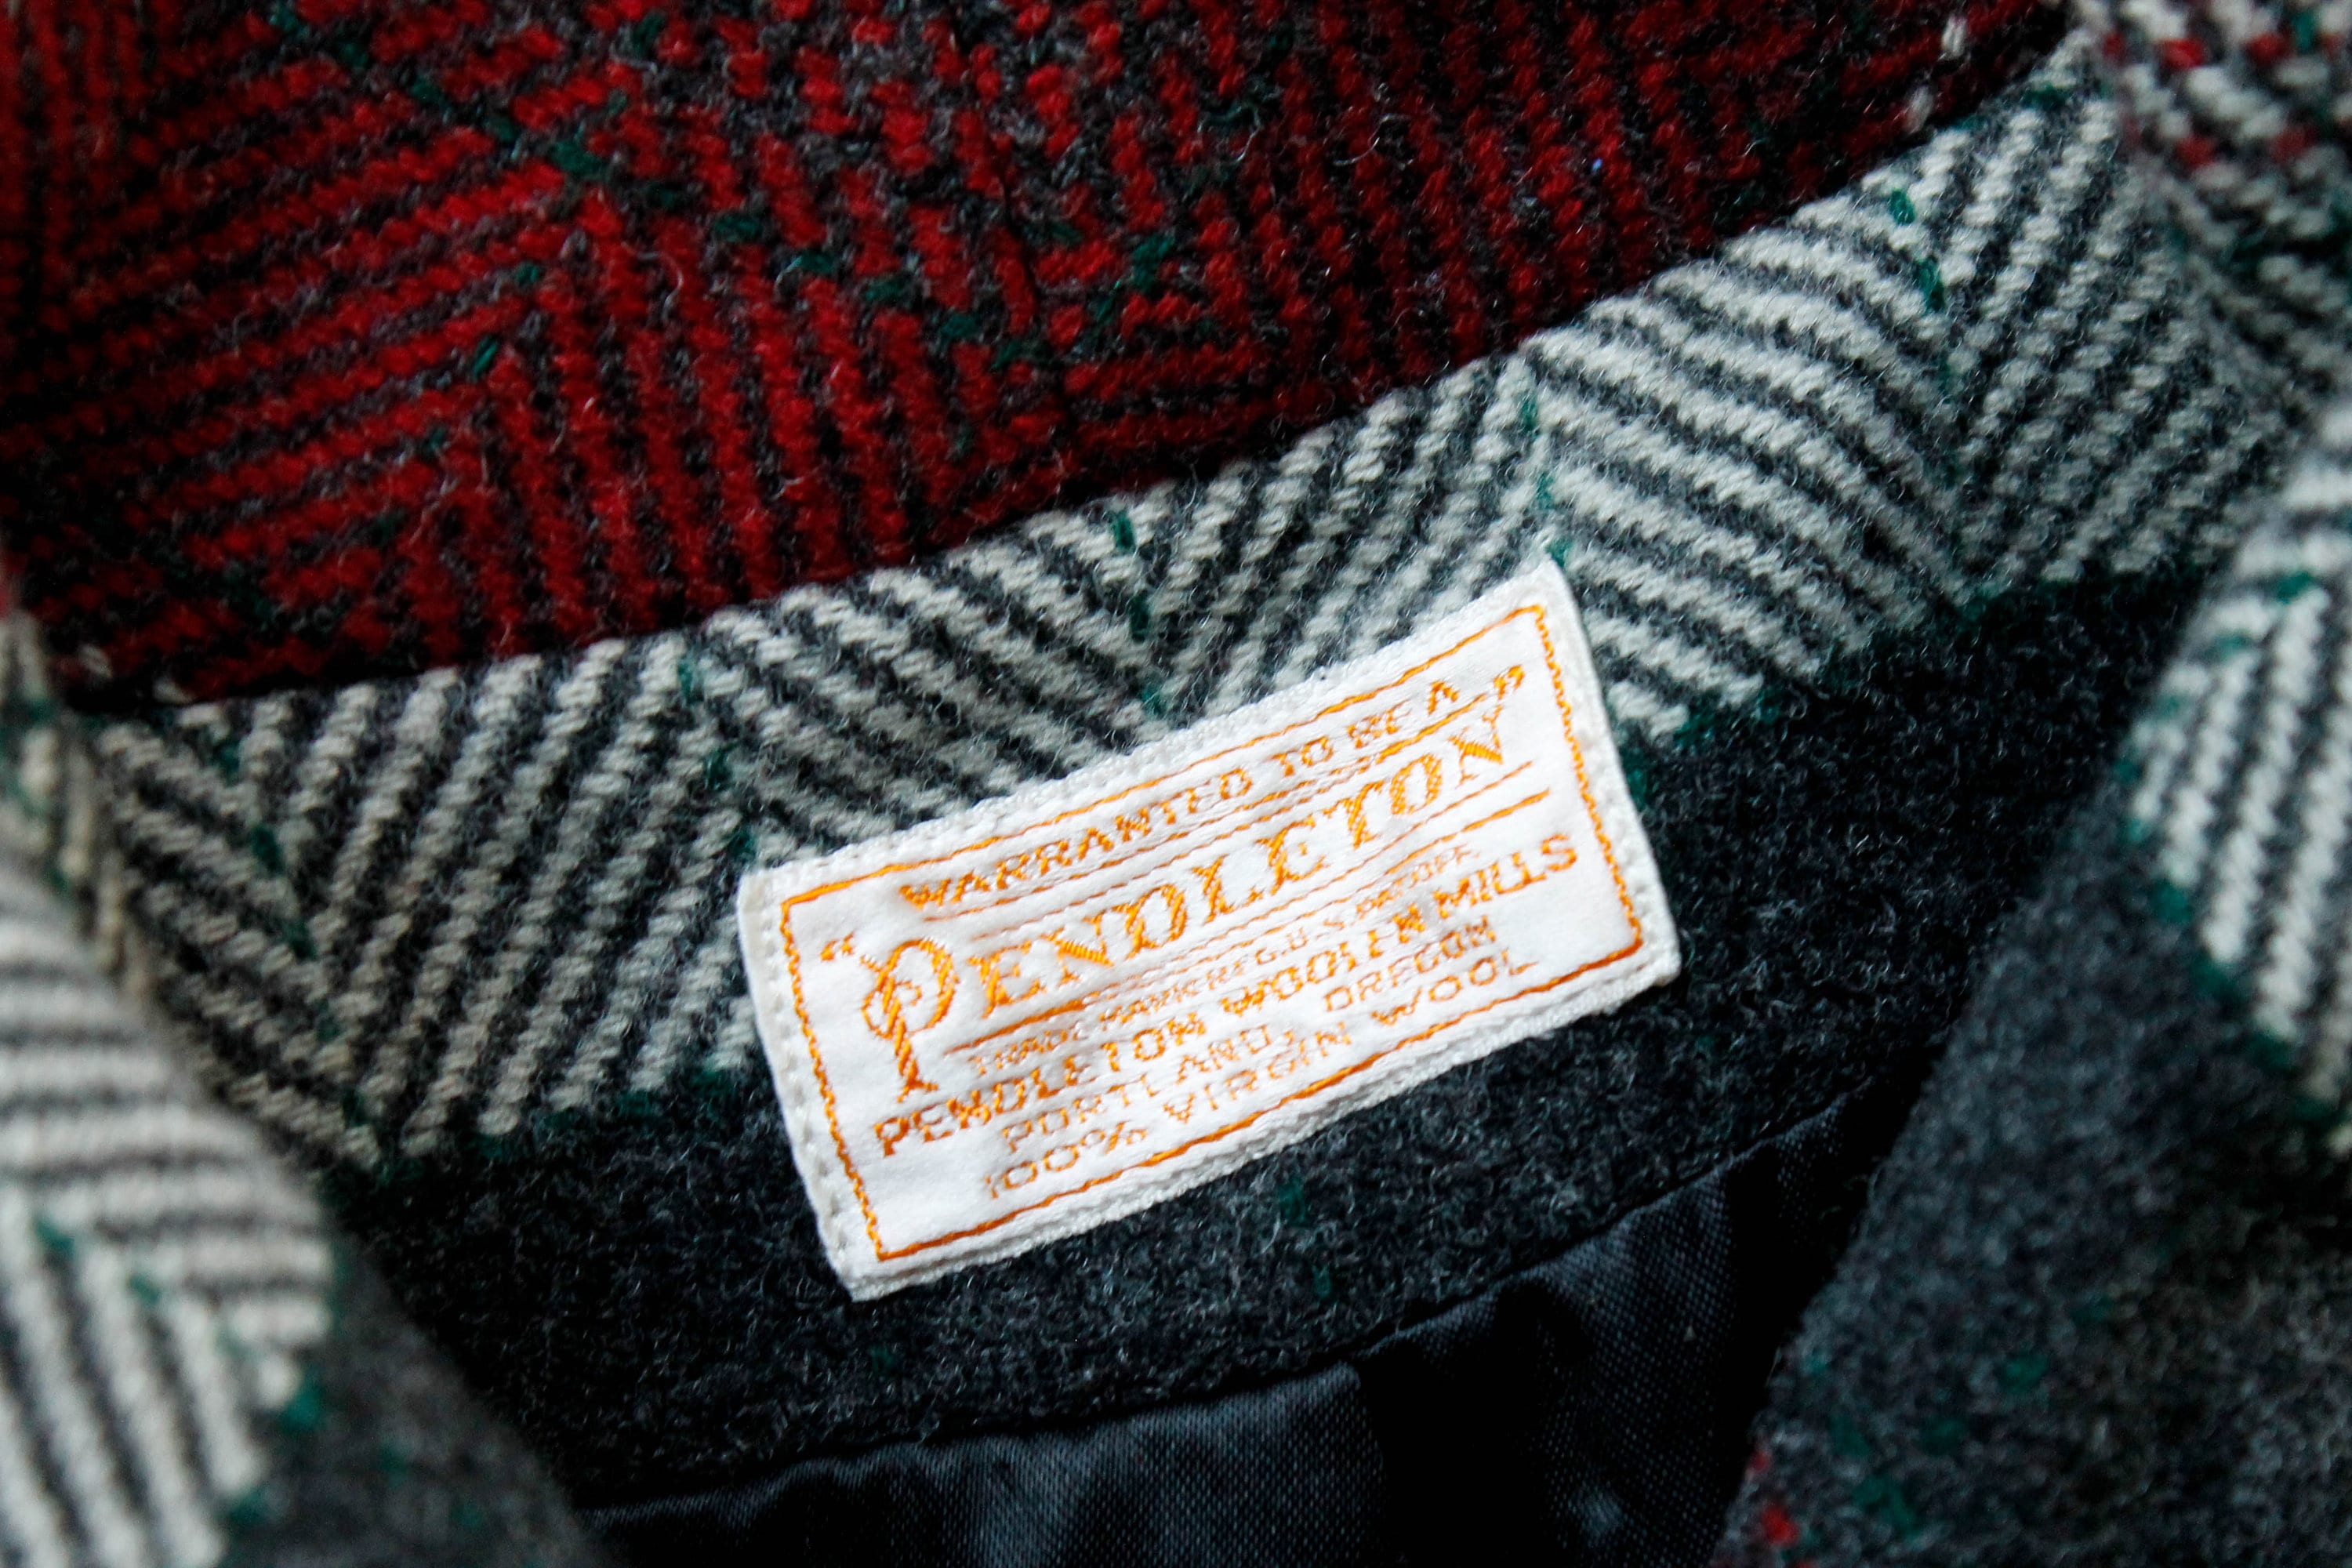 WARRANTED TO BE A
"PENDLETON"
TRADE MARK REG. U.S. PAT. OFF.
PENDLETON WOOLEN MILLS
PORTLAND, OREGON
100% VIRGIN WOOL